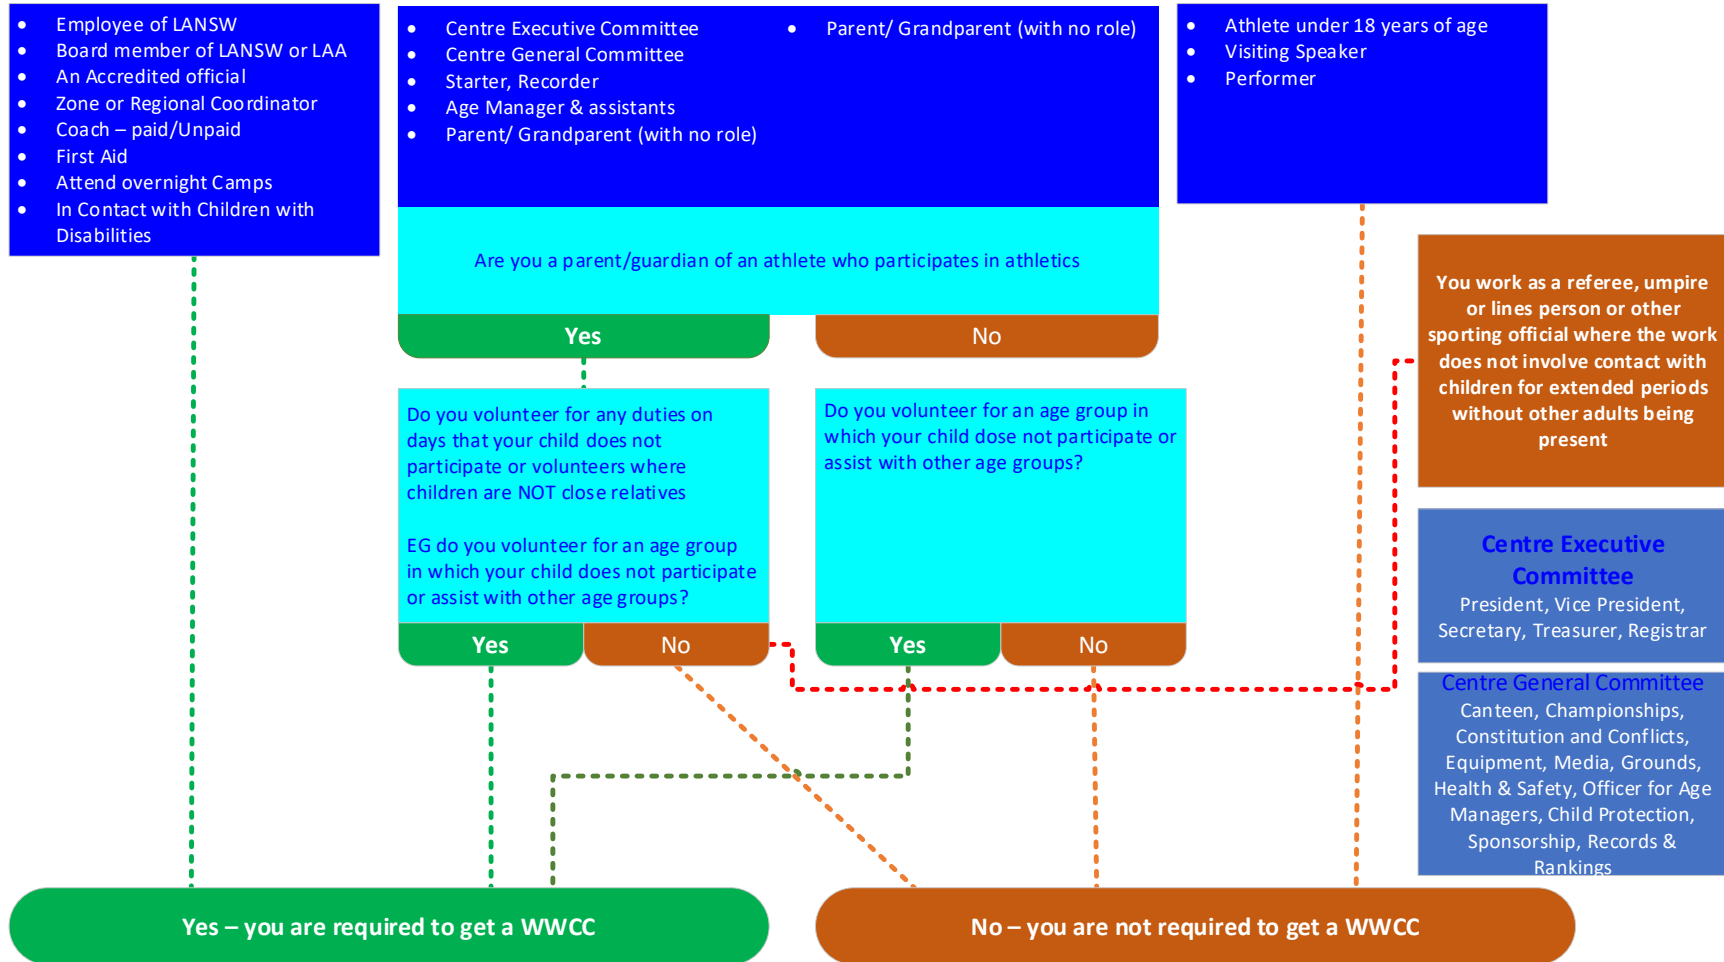 • Employee of LANSW
• Board member of LANSW or LAA
• An Accredited official
• Zone or Regional Coordinator
• Coach – paid/Unpaid
• First Aid
• Attend overnight Camps
• In Contact with Children with
Disabilities
• Centre Executive Committee
• Centre General Committee
• Starter, Recorder
• Age Manager & assistants
• Parent/ Grandparent (with no role)
• Parent/ Grandparent (with no role)
• Athlete under 18 years of age
• Visiting Speaker
• Performer
Are you a parent/guardian of an athlete who participates in athletics
Yes
No
Do you volunteer for any duties on
days that your child does not
participate or volunteers where
children are NOT close relatives
EG do you volunteer for an age group
in which your child does not participate
or assist with other age groups?
Yes
No
Do you volunteer for an age group in
which your child dose not participate or
assist with other age groups?
Yes
No
You work as a referee, umpire
or lines person or other
sporting official where the work
does not involve contact with
children for extended periods
without other adults being
present
Centre Executive
Committee
President, Vice President,
Secretary, Treasurer, Registrar
Centre General Committee
Canteen, Championships,
Constitution and Conflicts,
Equipment, Media, Grounds,
Health & Safety, Officer for Age
Managers, Child Protection,
Sponsorship, Records &
Rankings
Yes – you are required to get a WWCC
No – you are not required to get a WWCC